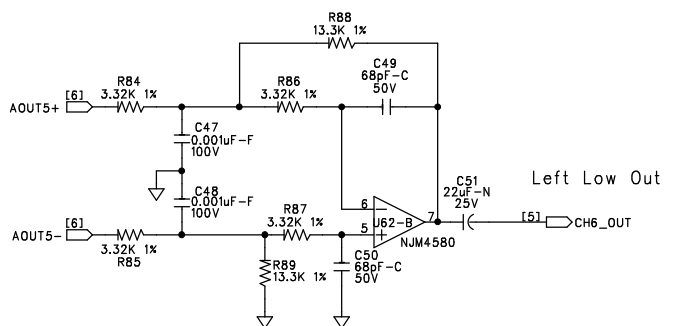 R88
13.3K 1%
C49
68pF-C
50V
R84
3.32K 1%
R86
3.32K 1%
[6]
AOUT5+
C47
0.001uF-F
100V
C48
0.001uF-F
100V
C51
22uF-N
25V
Left Low Out
6
5
7
U62-B
NJM4580
[5]
CH6_OUT
[6]
AOUT5-
3.32K 1%
R85
R87
3.32K 1%
R89
13.3K 1%
C50
68pF-C
50V